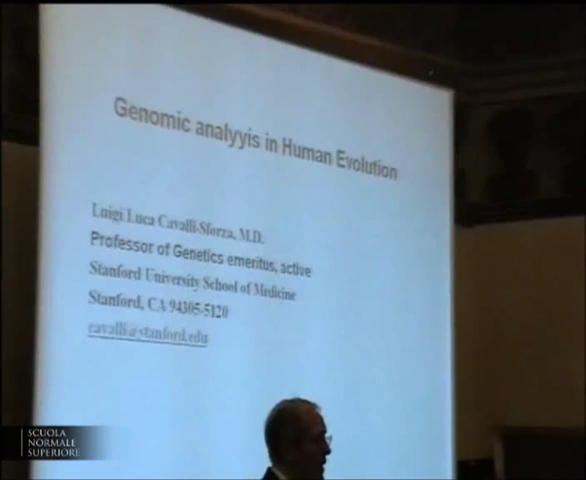 Genomic analyyis in Human Evolution
Luigi Luca Cavalli-Sforza, M.D.
Professor of Genetics emeritus, active
Stanford University School of Medicine
Stanford, CA 94305-5120
cavalli@stanford.edu
SCUOLA
NORMALE
SUPERIORE